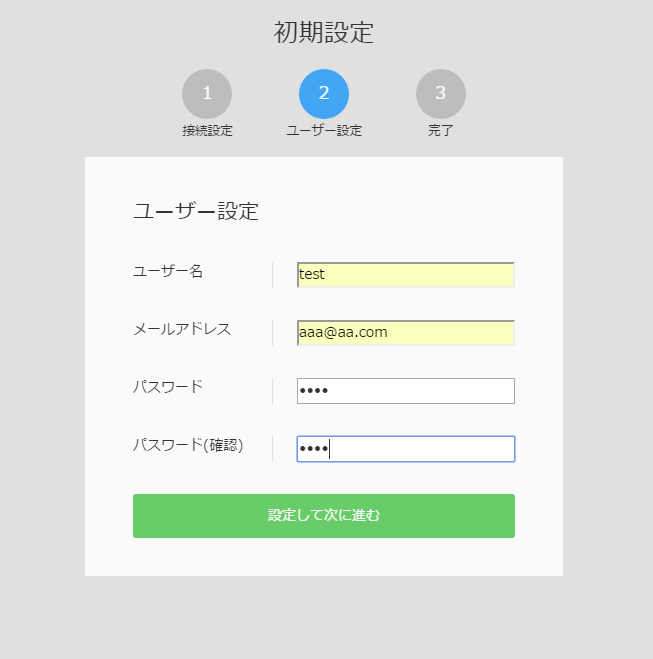 初期設定
1
2
3
接続設定
ユーザー設定
完了
ユーザー設定
ユーザー名
test
メールアドレス
aaa@aa.com
パスワード
••••
パスワード(確認)
••••
設定して次に進む